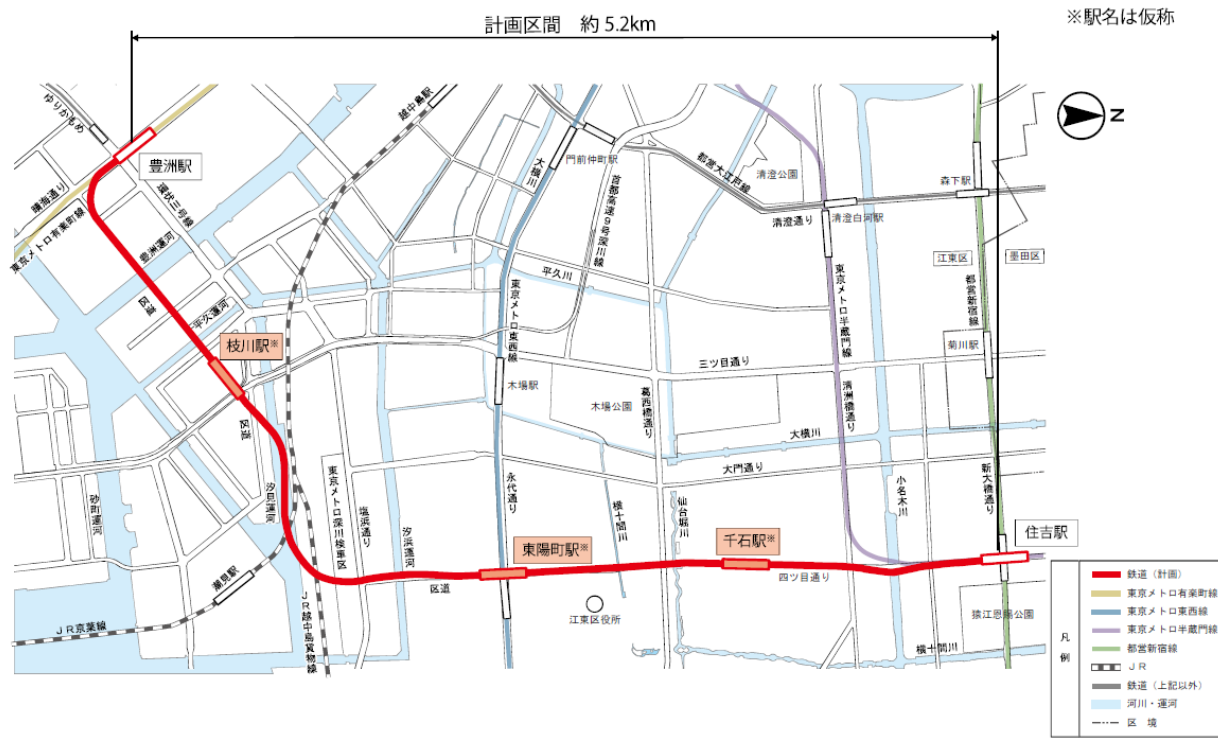 ※駅名は仮称
計画区間 約 5.2km
N
ゆりかもめ
豊洲駅
晴海通り
東京メトロ有楽町線
環状三号線
豊洲運河
区道
平久運河
枝川駅※
区道
砂町運河
汐見運河
潮見駅
JR京葉線
JR越中島貨物線
越中島駅
東京メトロ深川検車区
塩浜通り
汐浜運河
区道
大横川
門前仲町駅
首都高速9号深川線
東京メトロ東西線
平久川
木場駅
木場公園
永代通り
東陽町駅※
横十間川
江東区役所
葛西橋通り
仙台堀川
千石駅※
四ツ目通り
都営大江戸線
清澄公園
清澄通り
清澄白河駅
東京メトロ半蔵門線
三ツ目通り
清洲橋通り
大横川
大門通り
小名木川
森下駅
江東区
墨田区
都営新宿線
菊川駅
新大橋通り
住吉駅
猿江恩賜公園
横十間川
凡例
鉄道（計画）
東京メトロ有楽町線
東京メトロ東西線
東京メトロ半蔵門線
都営新宿線
JR
鉄道（上記以外）
河川・運河
区 境